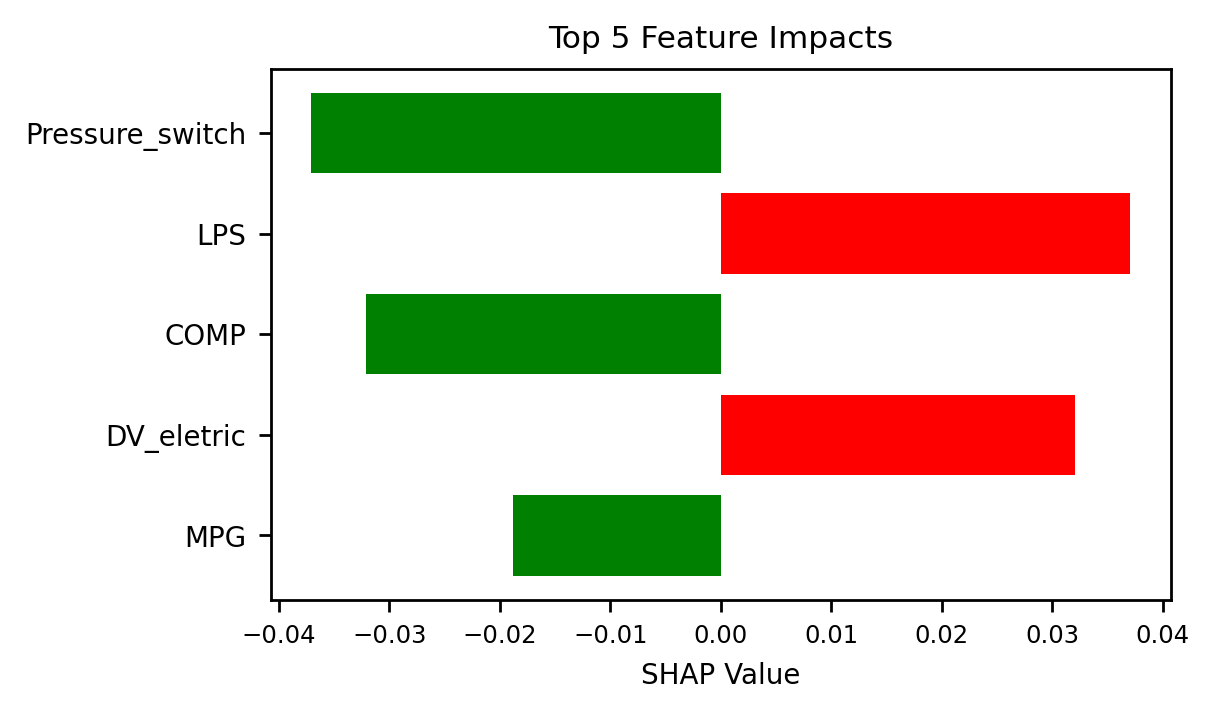 Top 5 Feature Impacts
Pressure_switch
LPS
COMP
DV_eletric
MPG
−0.04 −0.03 −0.02 −0.01 0.00 0.01 0.02 0.03 0.04
SHAP Value